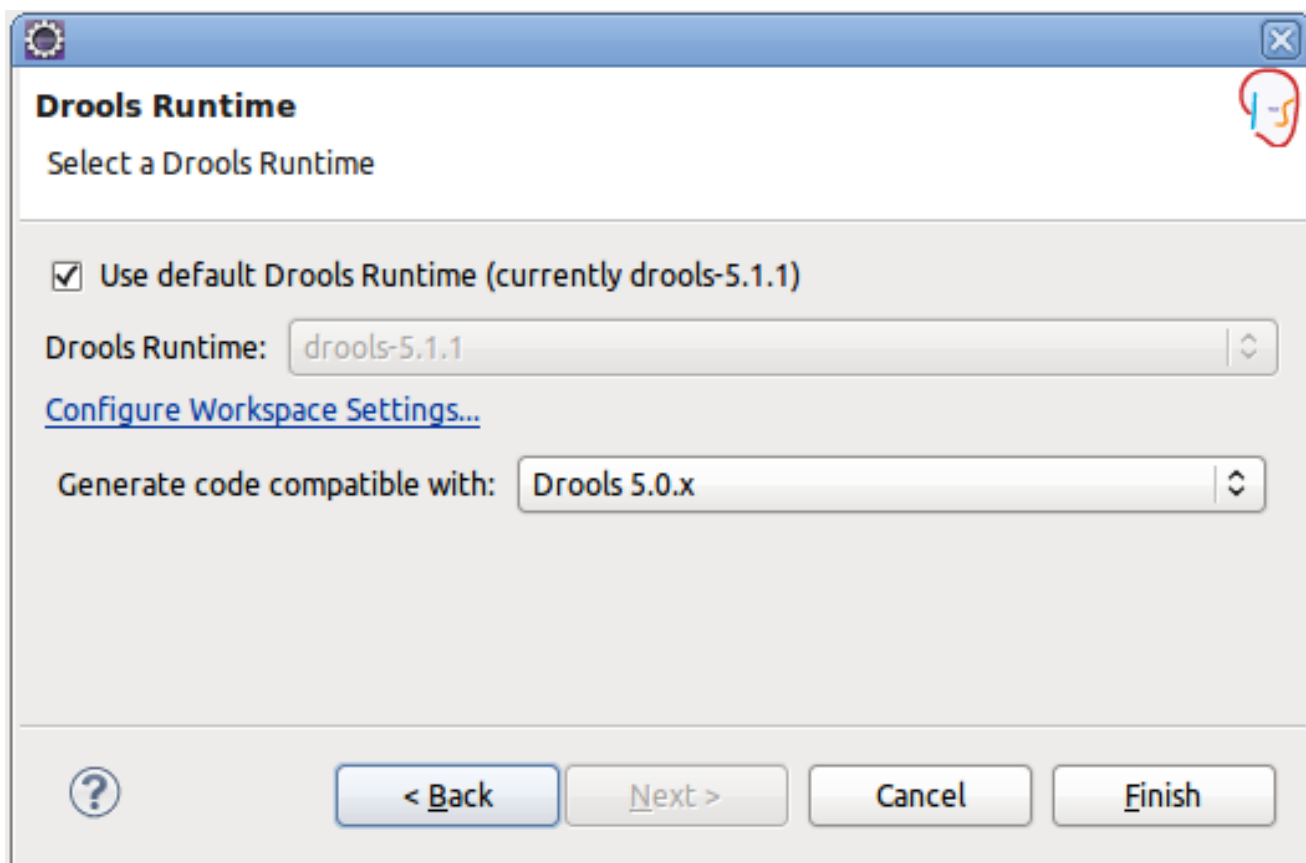 Drools Runtime
Select a Drools Runtime
Use default Drools Runtime (currently drools-5.1.1)
Drools Runtime: drools-5.1.1
Configure Workspace Settings...
Generate code compatible with: Drools 5.0.x
? < Back Next > Cancel Finish